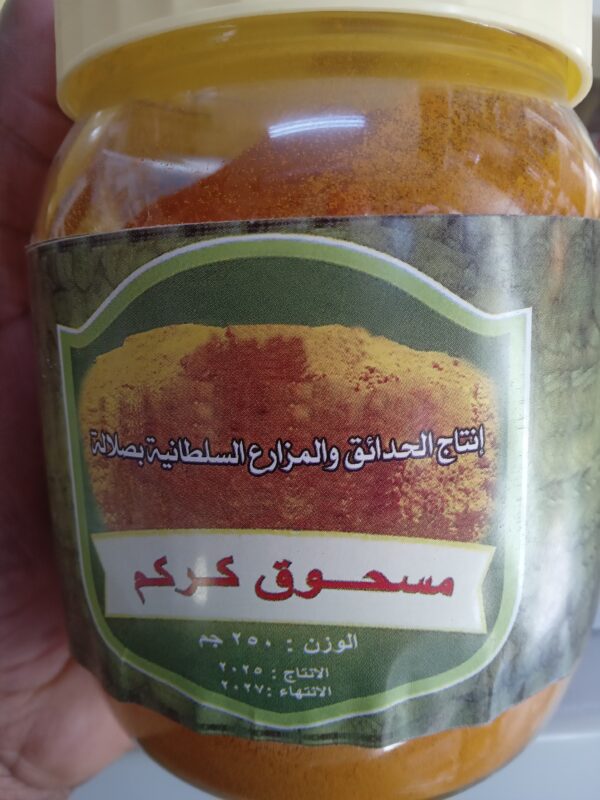 إنتاج الحدائق والمزارع السلطانية بصلالة
مسحوق كركم
الوزن : ٢٥٠ جم
الانتاج : ٢٠٢٥
الانتهاء :٢٠٢٧